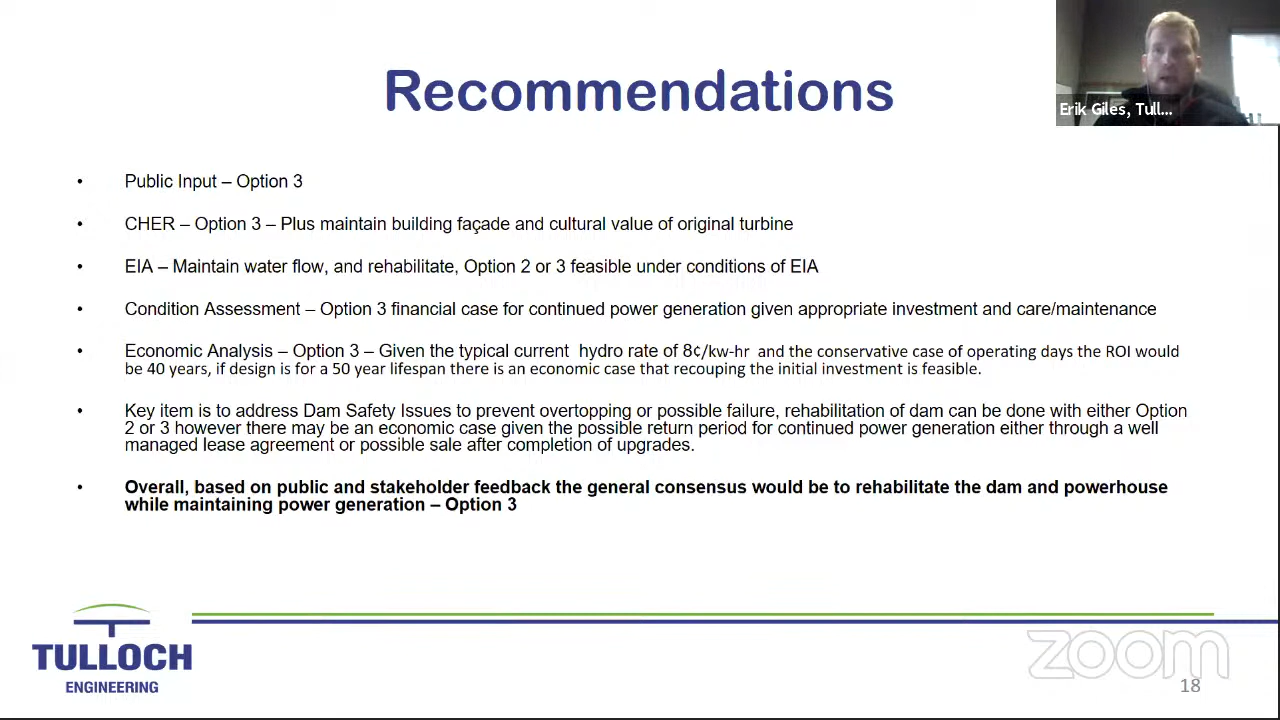 Recommendations
Erik Giles, Tull...
• Public Input – Option 3
• CHER – Option 3 – Plus maintain building façade and cultural value of original turbine
• EIA – Maintain water flow, and rehabilitate, Option 2 or 3 feasible under conditions of EIA
• Condition Assessment – Option 3 financial case for continued power generation given appropriate investment and care/maintenance
• Economic Analysis – Option 3 – Given the typical current hydro rate of 8¢/kw-hr and the conservative case of operating days the ROI would
be 40 years, if design is for a 50 year lifespan there is an economic case that recouping the initial investment is feasible.
• Key item is to address Dam Safety Issues to prevent overtopping or possible failure, rehabilitation of dam can be done with either Option
2 or 3 however there may be an economic case given the possible return period for continued power generation either through a well
managed lease agreement or possible sale after completion of upgrades.
• Overall, based on public and stakeholder feedback the general consensus would be to rehabilitate the dam and powerhouse
while maintaining power generation – Option 3
TULLOCH
ENGINEERING
zoom
18